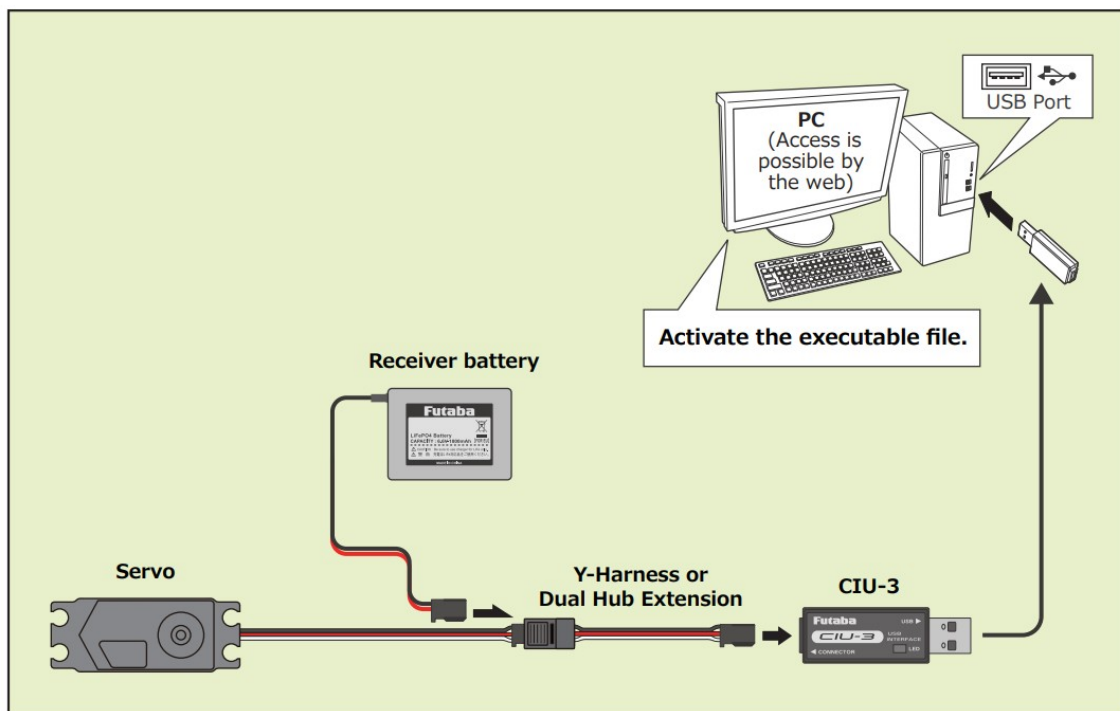 USB Port
PC
(Access is
possible by
the web)
Activate the executable file.
Receiver battery
Futaba
LiFePO4 Battery
Servo
Y-Harness or
Dual Hub Extension
CIU-3
Futaba
USB ▶
CIU-3
USB
INTERFACE
LED
◀ CONNECTOR